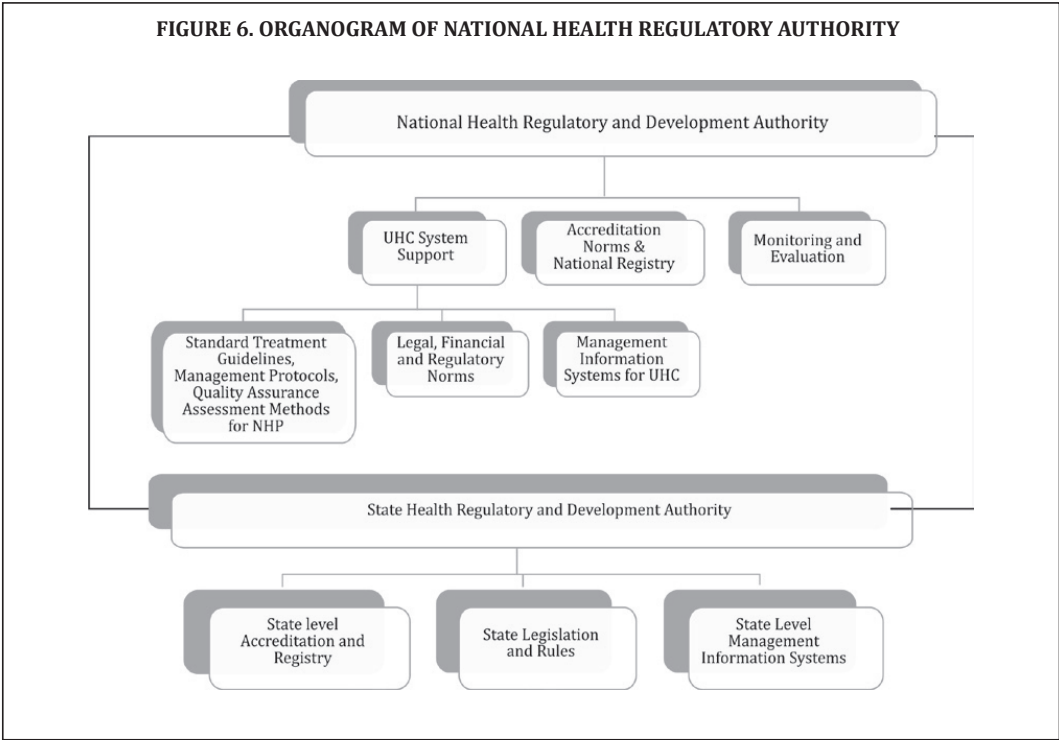 FIGURE 6. ORGANOGRAM OF NATIONAL HEALTH REGULATORY AUTHORITY
National Health Regulatory and Development Authority
UHC System
Support
Accreditation
Norms &
National Registry
Monitoring and
Evaluation
Standard Treatment
Guidelines,
Management Protocols,
Quality Assurance
Assessment Methods
for NHP
Legal, Financial
and Regulatory
Norms
Management
Information
Systems for UHC
State Health Regulatory and Development Authority
State level
Accreditation and
Registry
State Legislation
and Rules
State Level
Management
Information Systems